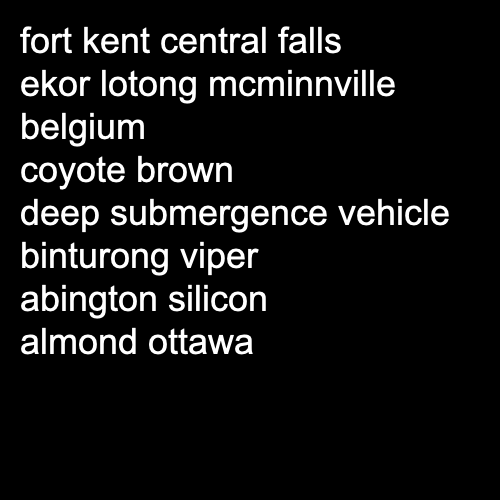 fort kent central falls
ekor lotong mcminnville
belgium
coyote brown
deep submergence vehicle
binturong viper
abington silicon
almond ottawa